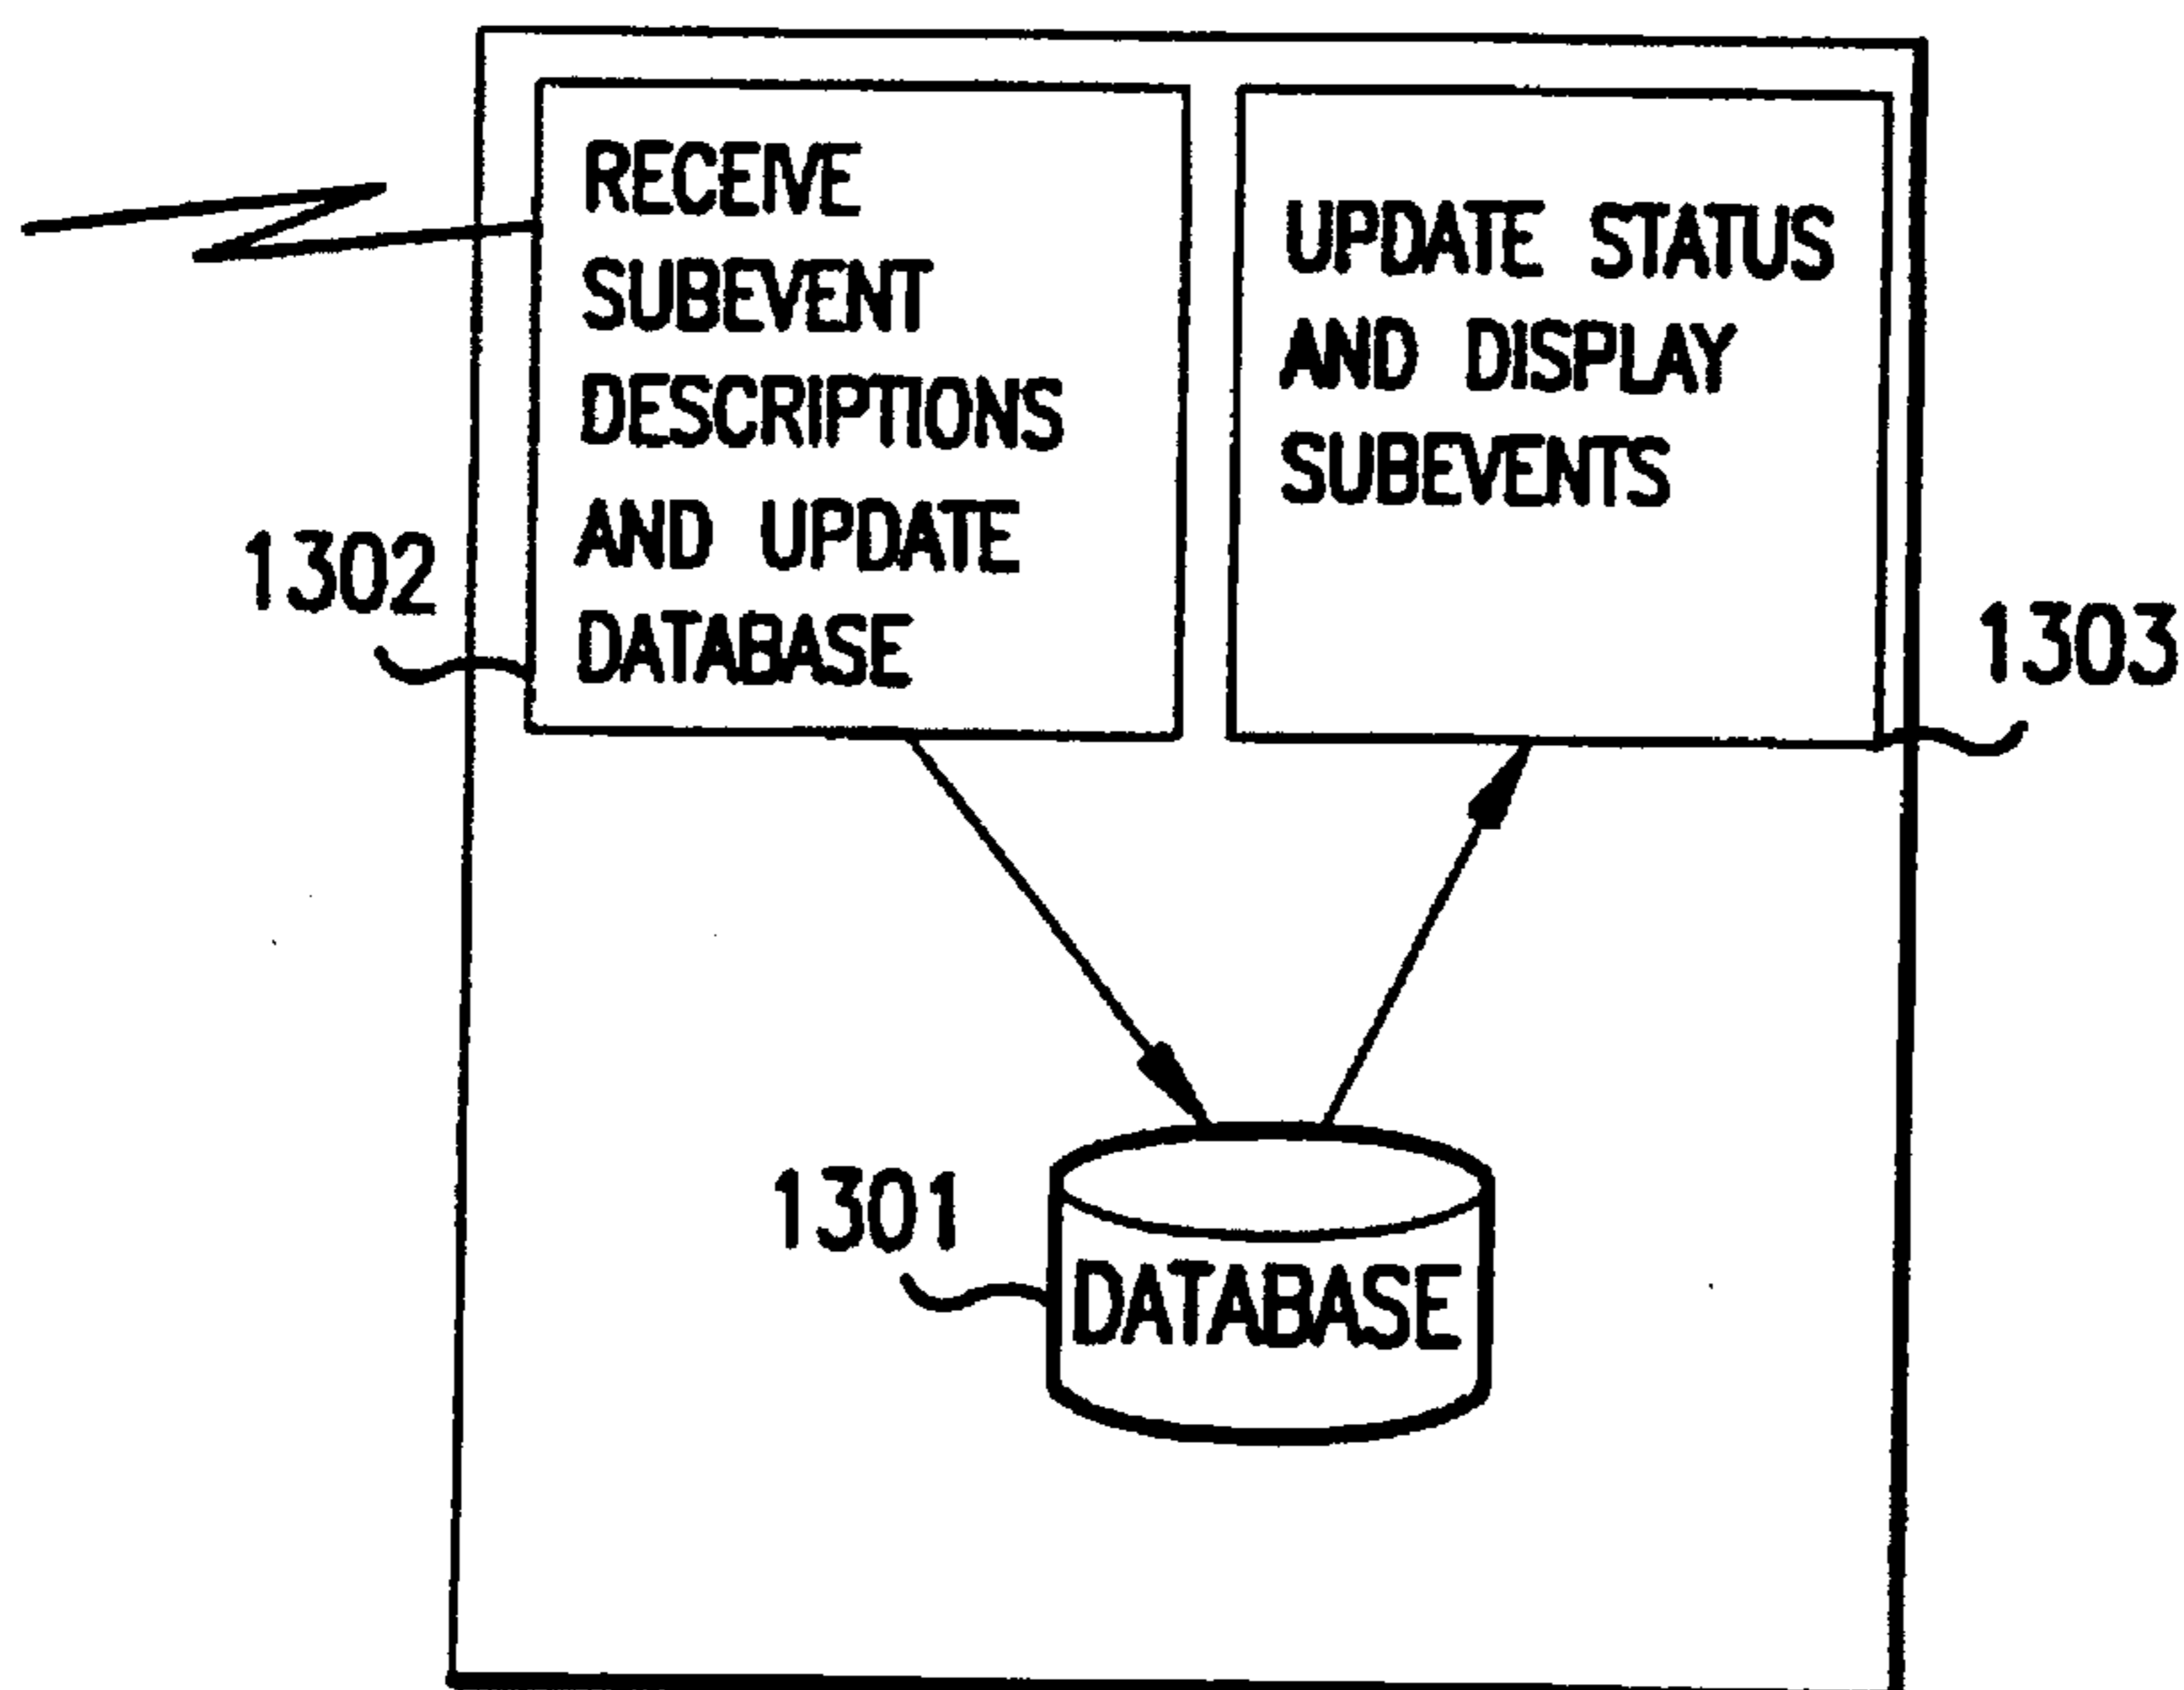 RECEIVE
SUBEVENT
DESCRIPTIONS
AND UPDATE
DATABASE
UPDATE STATUS
AND DISPLAY
SUBEVENTS
1302
1303
1301
DATABASE